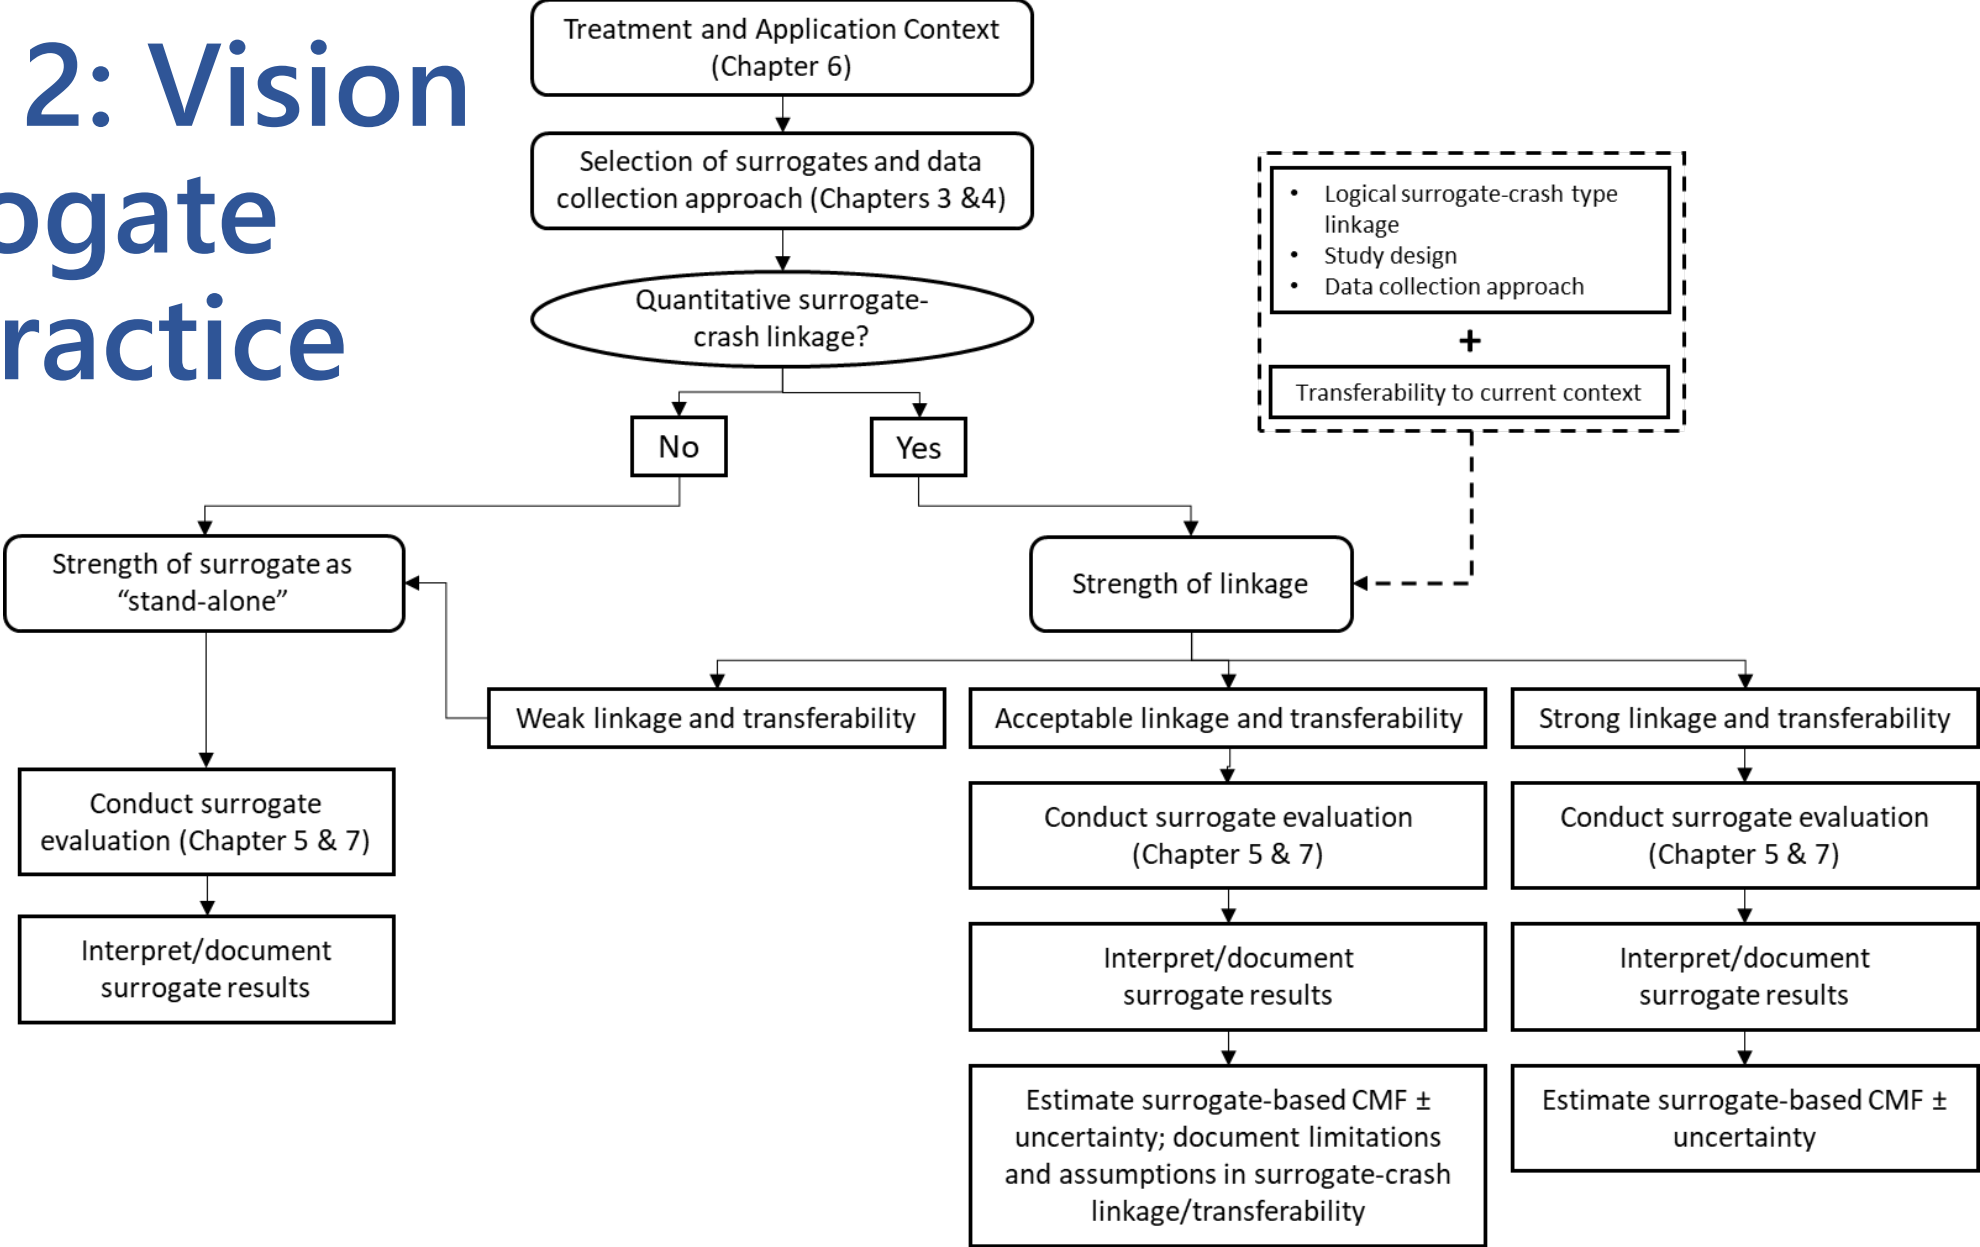 2: Vision
ogate
ractice
Treatment and Application Context
(Chapter 6)
Selection of surrogates and data
collection approach (Chapters 3 &4)
Quantitative surrogate-
crash linkage?
• Logical surrogate-crash type
linkage
• Study design
• Data collection approach
+
Transferability to current context
No
Yes
Strength of surrogate as
“stand-alone”
Strength of linkage
Weak linkage and transferability
Acceptable linkage and transferability
Strong linkage and transferability
Conduct surrogate
evaluation (Chapter 5 & 7)
Interpret/document
surrogate results
Conduct surrogate evaluation
(Chapter 5 & 7)
Interpret/document
surrogate results
Estimate surrogate-based CMF ±
uncertainty; document limitations
and assumptions in surrogate-crash
linkage/transferability
Conduct surrogate evaluation
(Chapter 5 & 7)
Interpret/document
surrogate results
Estimate surrogate-based CMF ±
uncertainty